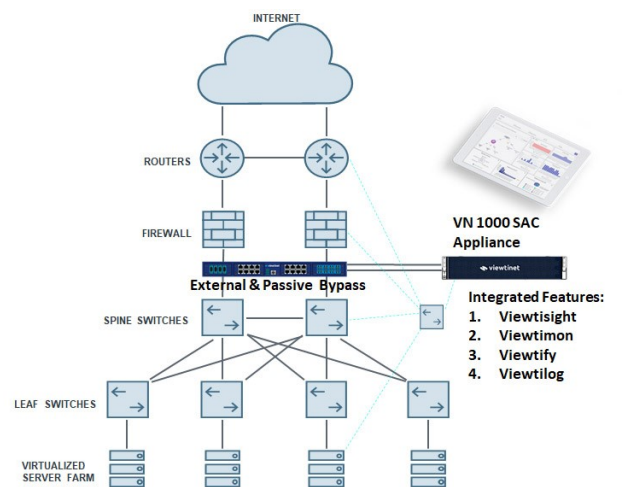 INTERNET
ROUTERS
FIREWALL
VN 1000 SAC
Appliance
viewtinet
External & Passive Bypass
Integrated Features:
1. Viewtisight
2. Viewtimon
3. Viewtify
4. Viewtilog
SPINE SWITCHES
LEAF SWITCHES
VIRTUALIZED
SERVER FARM